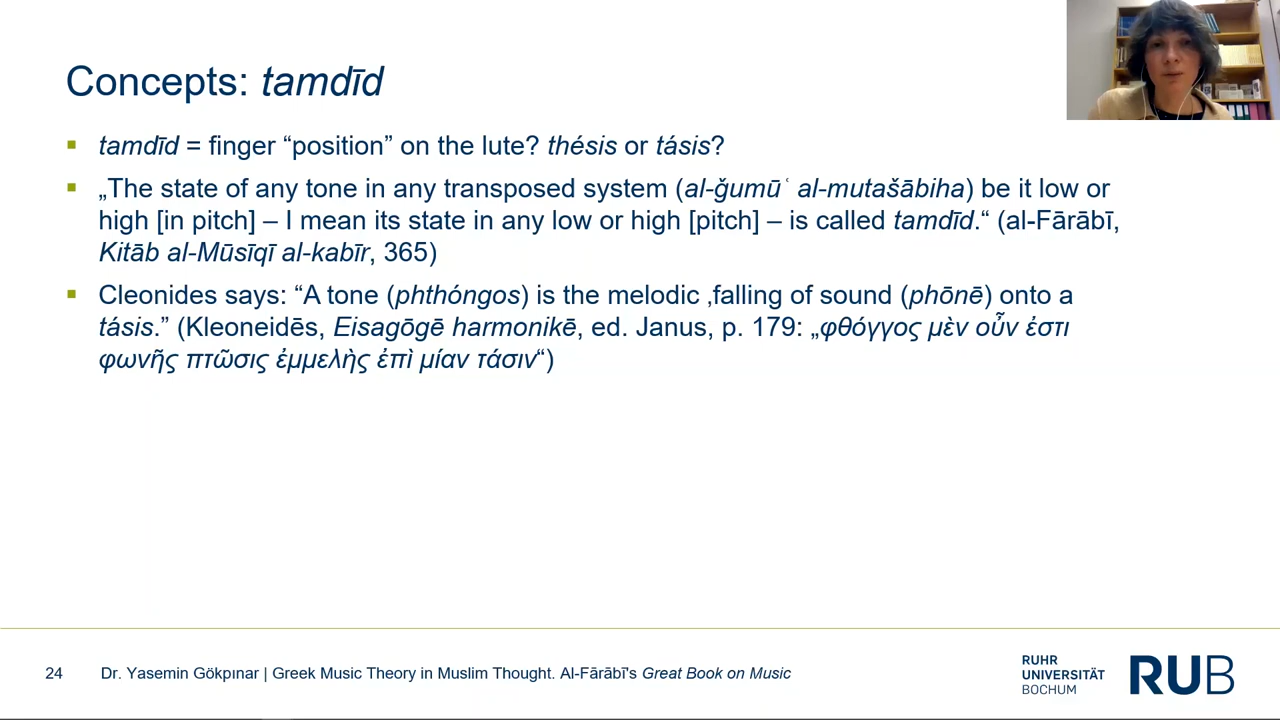 Concepts: tamdīd
▪ tamdīd = finger “position” on the lute? thésis or tásis?
▪ „The state of any tone in any transposed system (al-ǧumūʿ al-mutašābiha) be it low or
high [in pitch] – I mean its state in any low or high [pitch] – is called tamdīd.“ (al-Fārābī,
Kitāb al-Mūsīqī al-kabīr, 365)
▪ Cleonides says: “A tone (phthóngos) is the melodic ‚falling of sound (phōnē) onto a
tásis.” (Kleoneidēs, Eisagōgē harmonikē, ed. Janus, p. 179: „φθόγγος μὲν οὖν ἐστι
φωνῆς πτῶσις ἐμμελὴς ἐπὶ μίαν τάσιν“)
24 Dr. Yasemin Gökpınar | Greek Music Theory in Muslim Thought. Al-Fārābī's Great Book on Music
RUHR
UNIVERSITÄT
BOCHUM
RUB